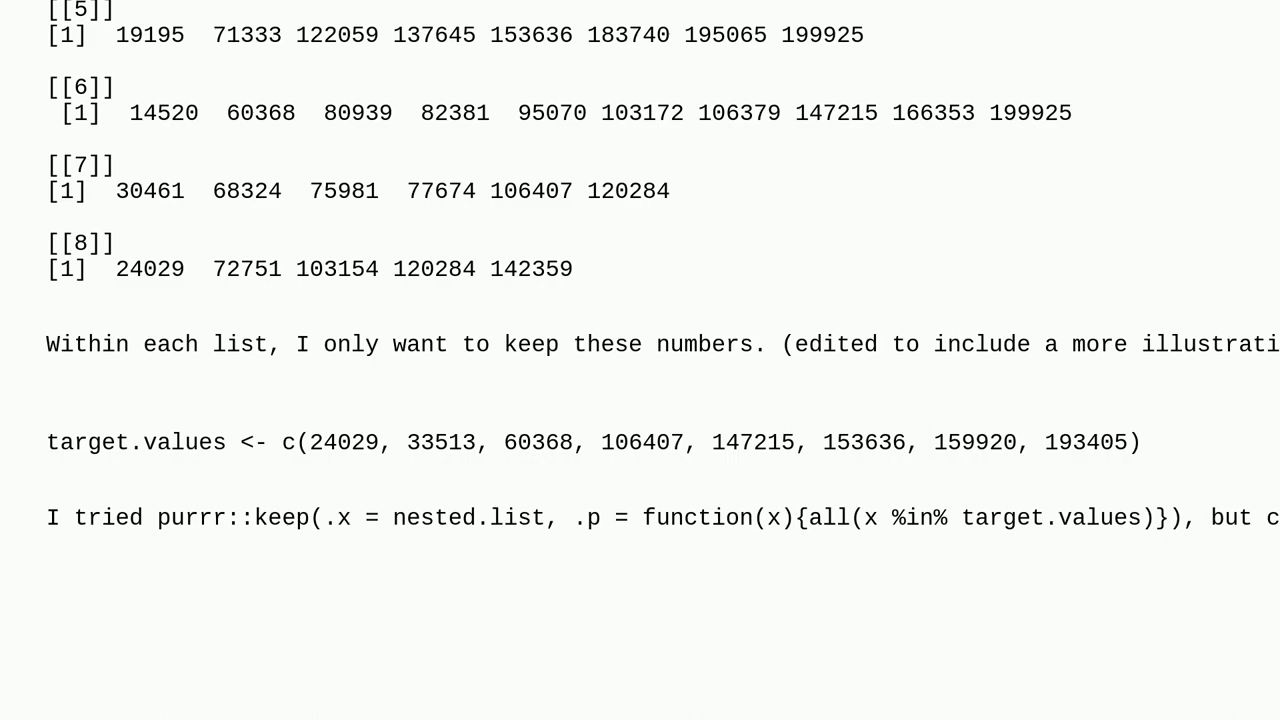 [[5]]
[1]  19195  71333 122059 137645 153636 183740 195065 199925
[[6]]
 [1]  14520  60368  80939  82381  95070 103172 106379 147215 166353 199925
[[7]]
[1]  30461  68324  75981  77674 106407 120284
[[8]]
[1]  24029  72751 103154 120284 142359
Within each list, I only want to keep these numbers. (edited to include a more illustrati
target.values <- c(24029, 33513, 60368, 106407, 147215, 153636, 159920, 193405)
I tried purrr::keep(.x = nested.list, .p = function(x){all(x %in% target.values)}), but c